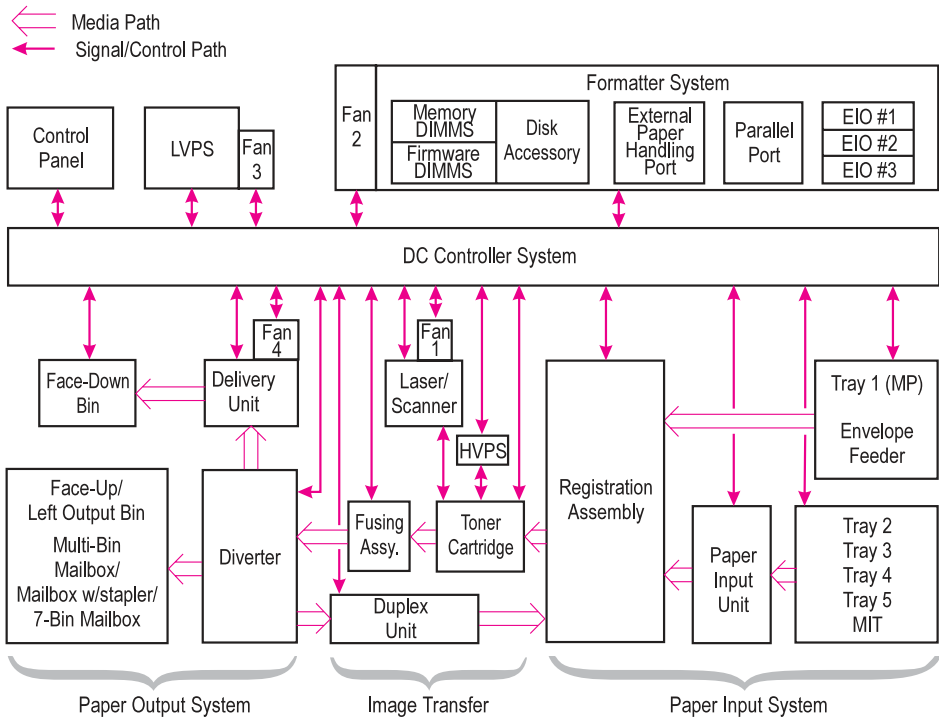 Media Path
Signal/Control Path
Formatter System
Fan
2
Memory
DIMMS
Firmware
DIMMS
Disk
Accessory
External
Paper
Handling
Port
Parallel
Port
EIO #1
EIO #2
EIO #3
Control
Panel
LVPS
Fan
3
DC Controller System
Fan
4
Fan
1
Face-Down
Bin
Delivery
Unit
Laser/
Scanner
HVPS
Tray 1 (MP)
Envelope
Feeder
Registration
Assembly
Face-Up/
Left Output Bin
Multi-Bin
Mailbox/
Mailbox w/stapler/
7-Bin Mailbox
Diverter
Fusing
Assy.
Toner
Cartridge
Paper
Input
Unit
Tray 2
Tray 3
Tray 4
Tray 5
MIT
Duplex
Unit
Paper Output System
Image Transfer
Paper Input System